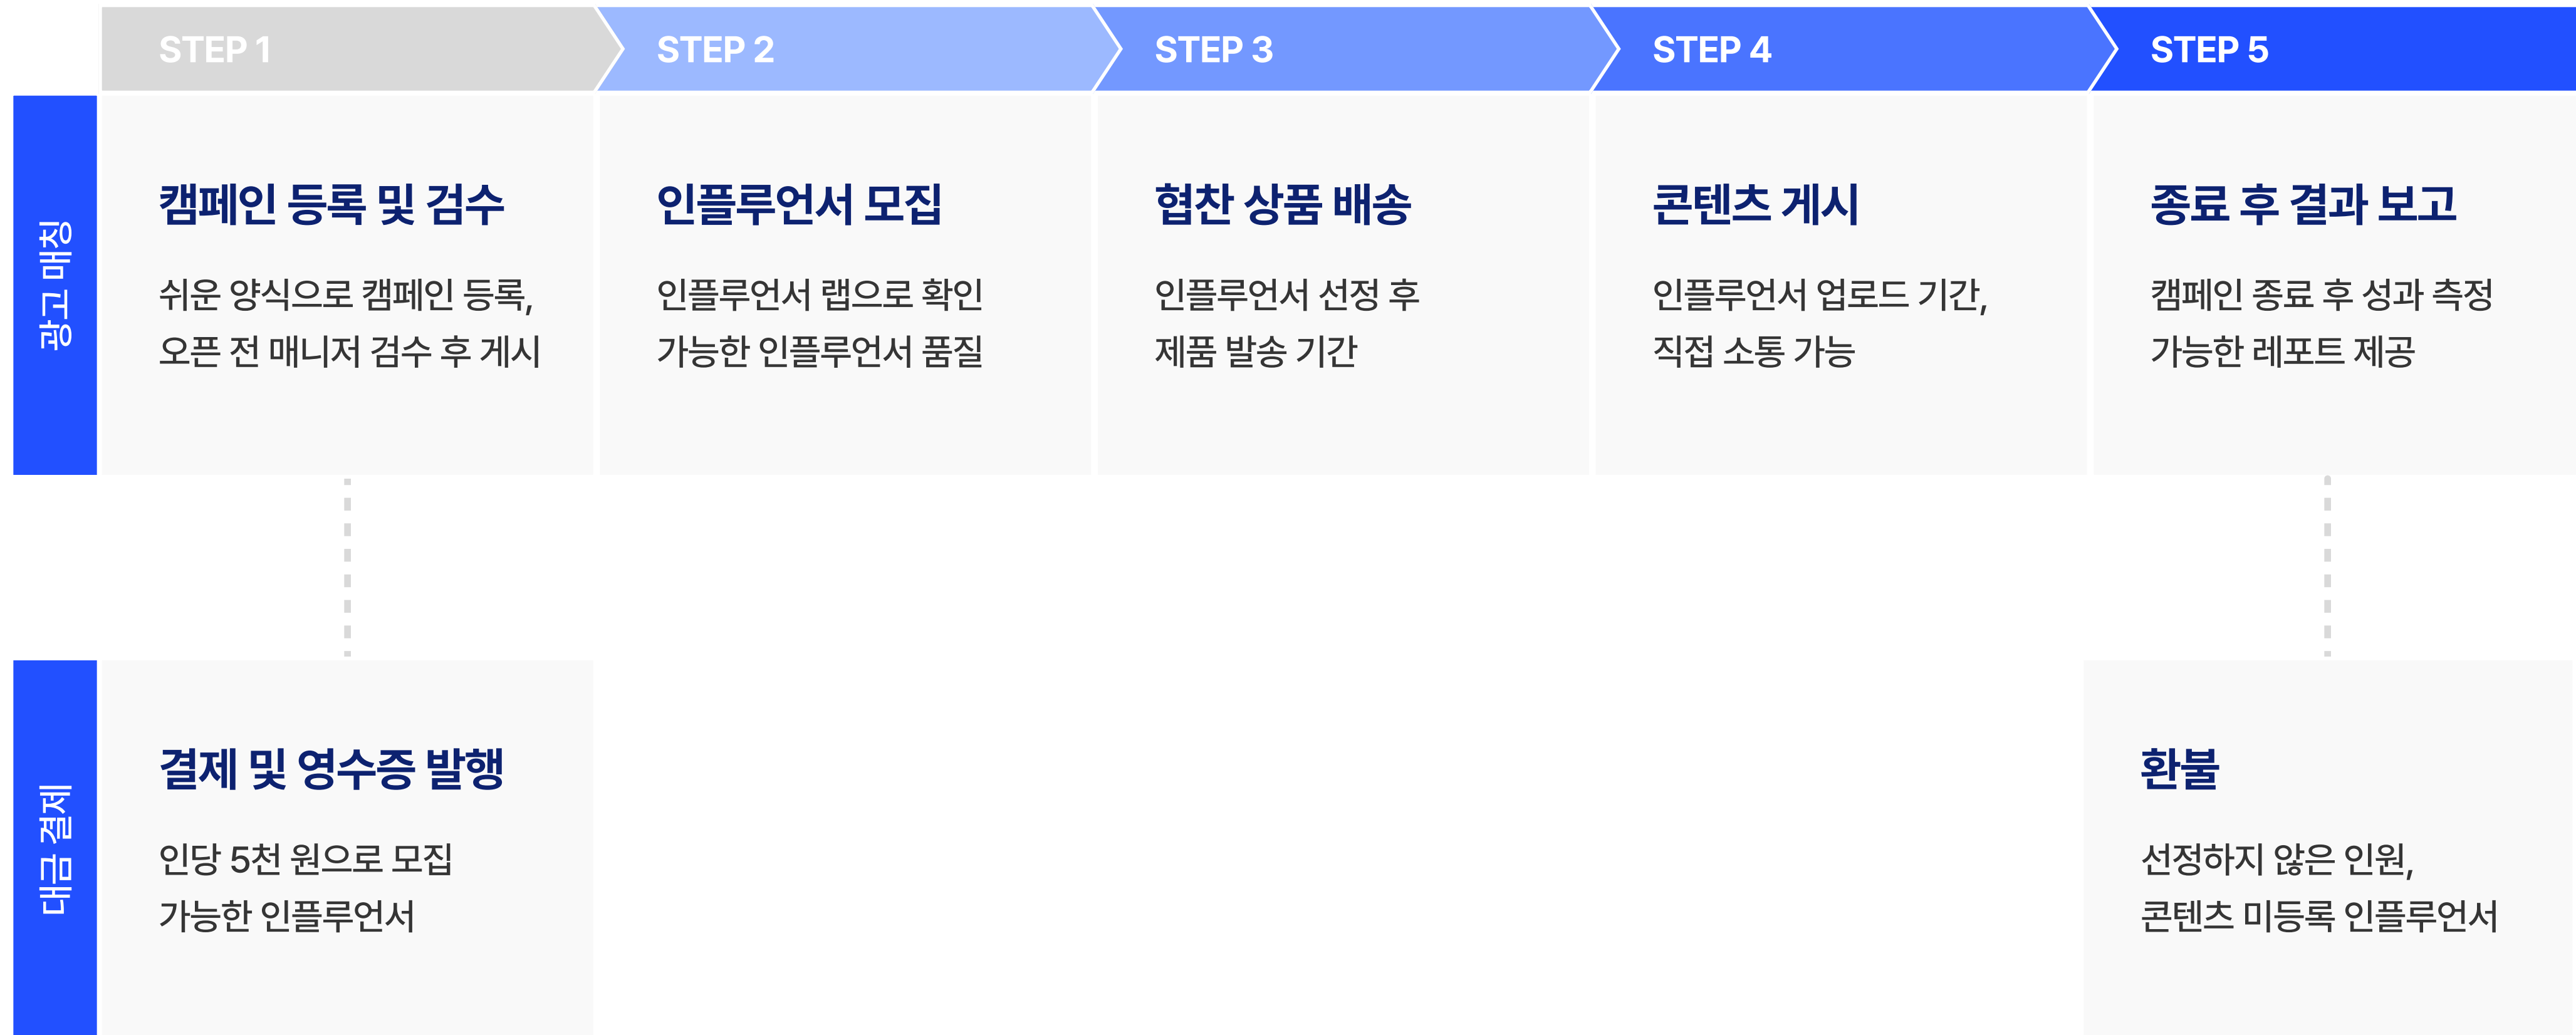 STEP 1
STEP 2
STEP 3
STEP 4
STEP 5
광고 매칭
캠페인 등록 및 검수
쉬운 양식으로 캠페인 등록,
오픈 전 매니저 검수 후 게시
인플루언서 모집
인플루언서 랩으로 확인
가능한 인플루언서 품질
협찬 상품 배송
인플루언서 선정 후
제품 발송 기간
콘텐츠 게시
인플루언서 업로드 기간,
직접 소통 가능
종료 후 결과 보고
캠페인 종료 후 성과 측정
가능한 레포트 제공
대금 결제
결제 및 영수증 발행
인당 5천 원으로 모집
가능한 인플루언서
환불
선정하지 않은 인원,
콘텐츠 미등록 인플루언서